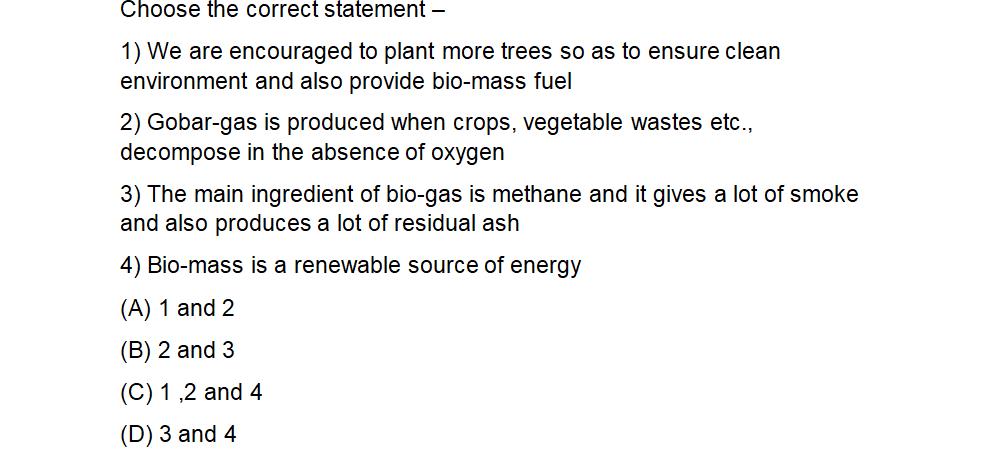 Choose the correct statement –
1) We are encouraged to plant more trees so as to ensure clean
environment and also provide bio-mass fuel
2) Gobar-gas is produced when crops, vegetable wastes etc.,
decompose in the absence of oxygen
3) The main ingredient of bio-gas is methane and it gives a lot of smoke
and also produces a lot of residual ash
4) Bio-mass is a renewable source of energy
(A) 1 and 2
(B) 2 and 3
(C) 1 ,2 and 4
(D) 3 and 4